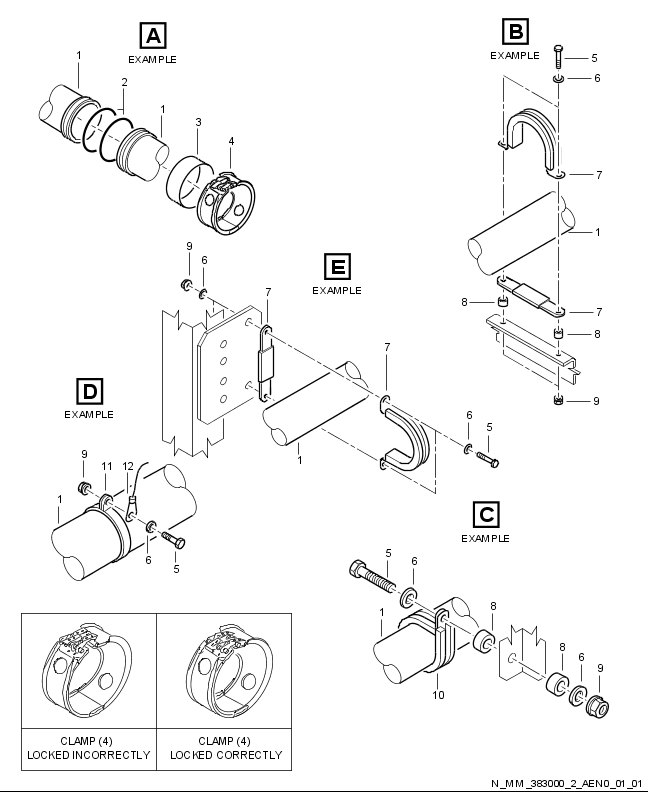 A
EXAMPLE
1
2
1
3
4
B
EXAMPLE
5
6
7
1
8
7
8
9
E
EXAMPLE
9
6
7
7
6
5
1
D
EXAMPLE
9
11
12
1
6
5
C
EXAMPLE
5
6
1
8
8
6
9
10
CLAMP (4)
LOCKED INCORRECTLY
CLAMP (4)
LOCKED CORRECTLY
N_MM_383000_2_AEN0_01_01